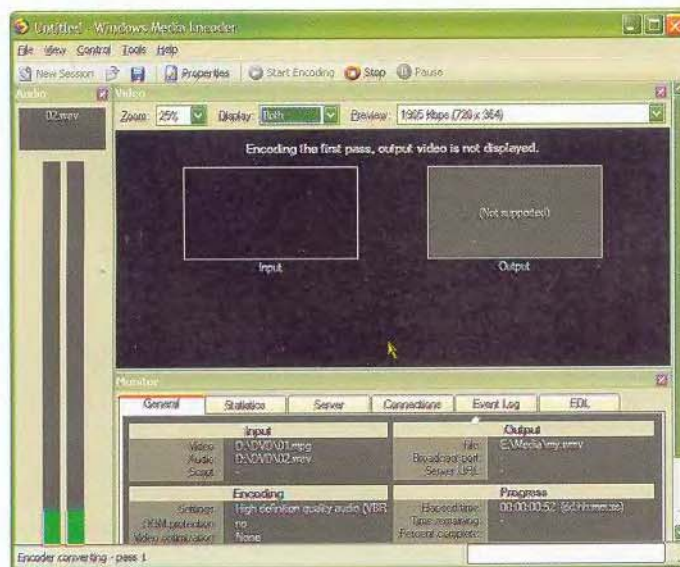 Untitled - Windows Media Encoder
File View Control Tools Help
New Session Properties Start Encoding Stop Pause
Audio
02.wav
Video
Zoom: 25% Display: Both Preview: 1905 Kbps (720 x 364)
Encoding the first pass, output video is not displayed.
(Not supported)
Input Output
Monitor
General Statistics Server Connections Event Log EDL
Input
Video: D:\DVD\01.mpg
Audio: D:\DVD\02.wav
Script: -
Output
File: E:\Media\my.wmv
Broadcast port: -
Server URL: -
Encoding
Settings: High definition quality audio (VBR
DRM protection: no
Video optimization: None
Progress
Elapsed time: 00:00:00:52 (dd:hh:mm:ss)
Time remaining: -
Percent complete:
Encoder converting - pass 1